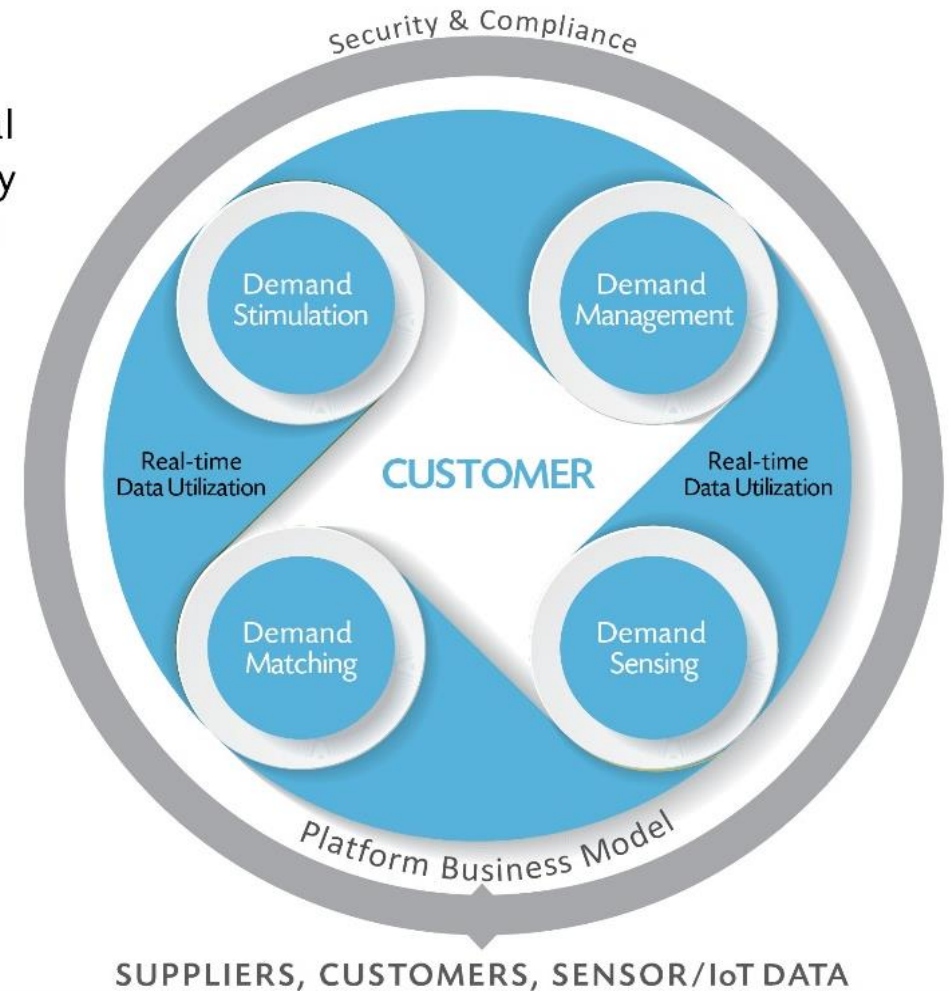 Security & Compliance
Demand
Stimulation
Demand
Management
Real-time
Data Utilization
CUSTOMER
Real-time
Data Utilization
Demand
Matching
Demand
Sensing
Platform Business Model
SUPPLIERS, CUSTOMERS, SENSOR/IoT DATA